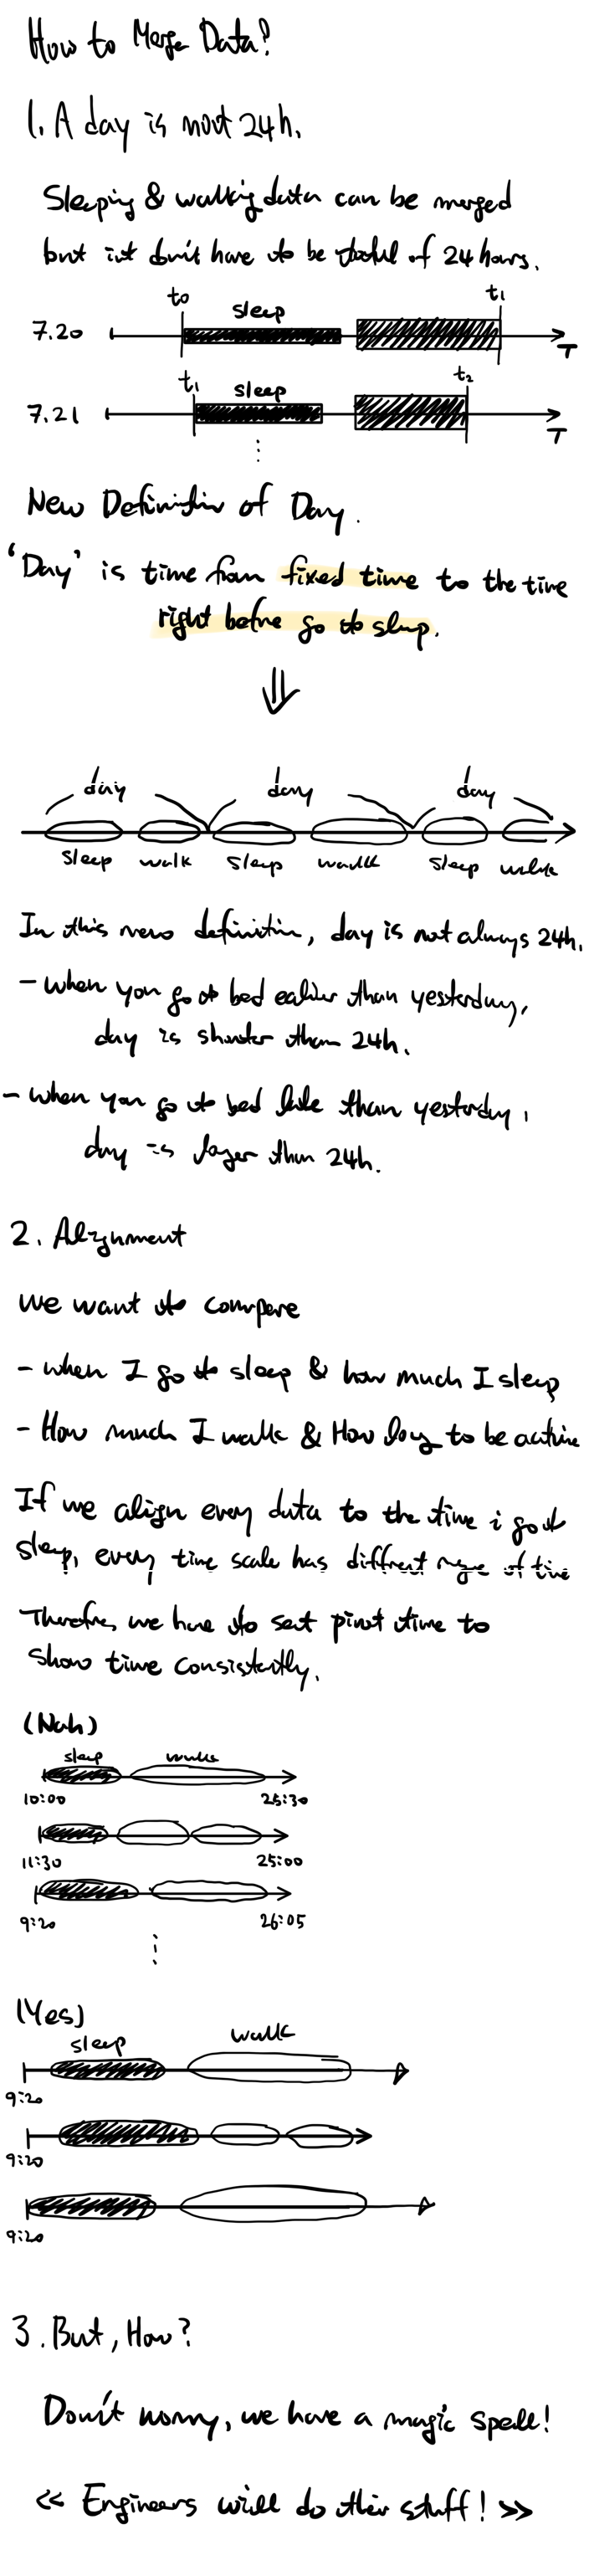 How to Merge Data?
1. A day is not 24h.
Sleeping & walking data can be merged
but it don't have to be total of 24 hours.
t0 sleep t1
7.20 T
t1 sleep t2
7.21 T
New Definition of Day.
'Day' is time from fixed time to the time
right before go to sleep.
day day day
sleep walk sleep walk sleep walk
In this new definition, day is not always 24h.
- when you go to bed ealier than yesterday,
day is shorter than 24h.
- when you go to bed late than yesterday,
day is longer than 24h.
2. Alignment
We want to compare
- when I go to sleep & how much I sleep
- How much I walk & How long to be active
If we align every data to the time i go to
sleep, every time scale has diffrent range of time
Therefore, we have to set pivot time to
show time consistently.
(Nah)
sleep walk
10:00 25:30
11:30 25:00
9:20 26:05
(Yes)
sleep walk
9:20
9:20
9:20
3. But, How?
Don't worry, we have a magic spell!
<< Engineers will do their stuff! >>